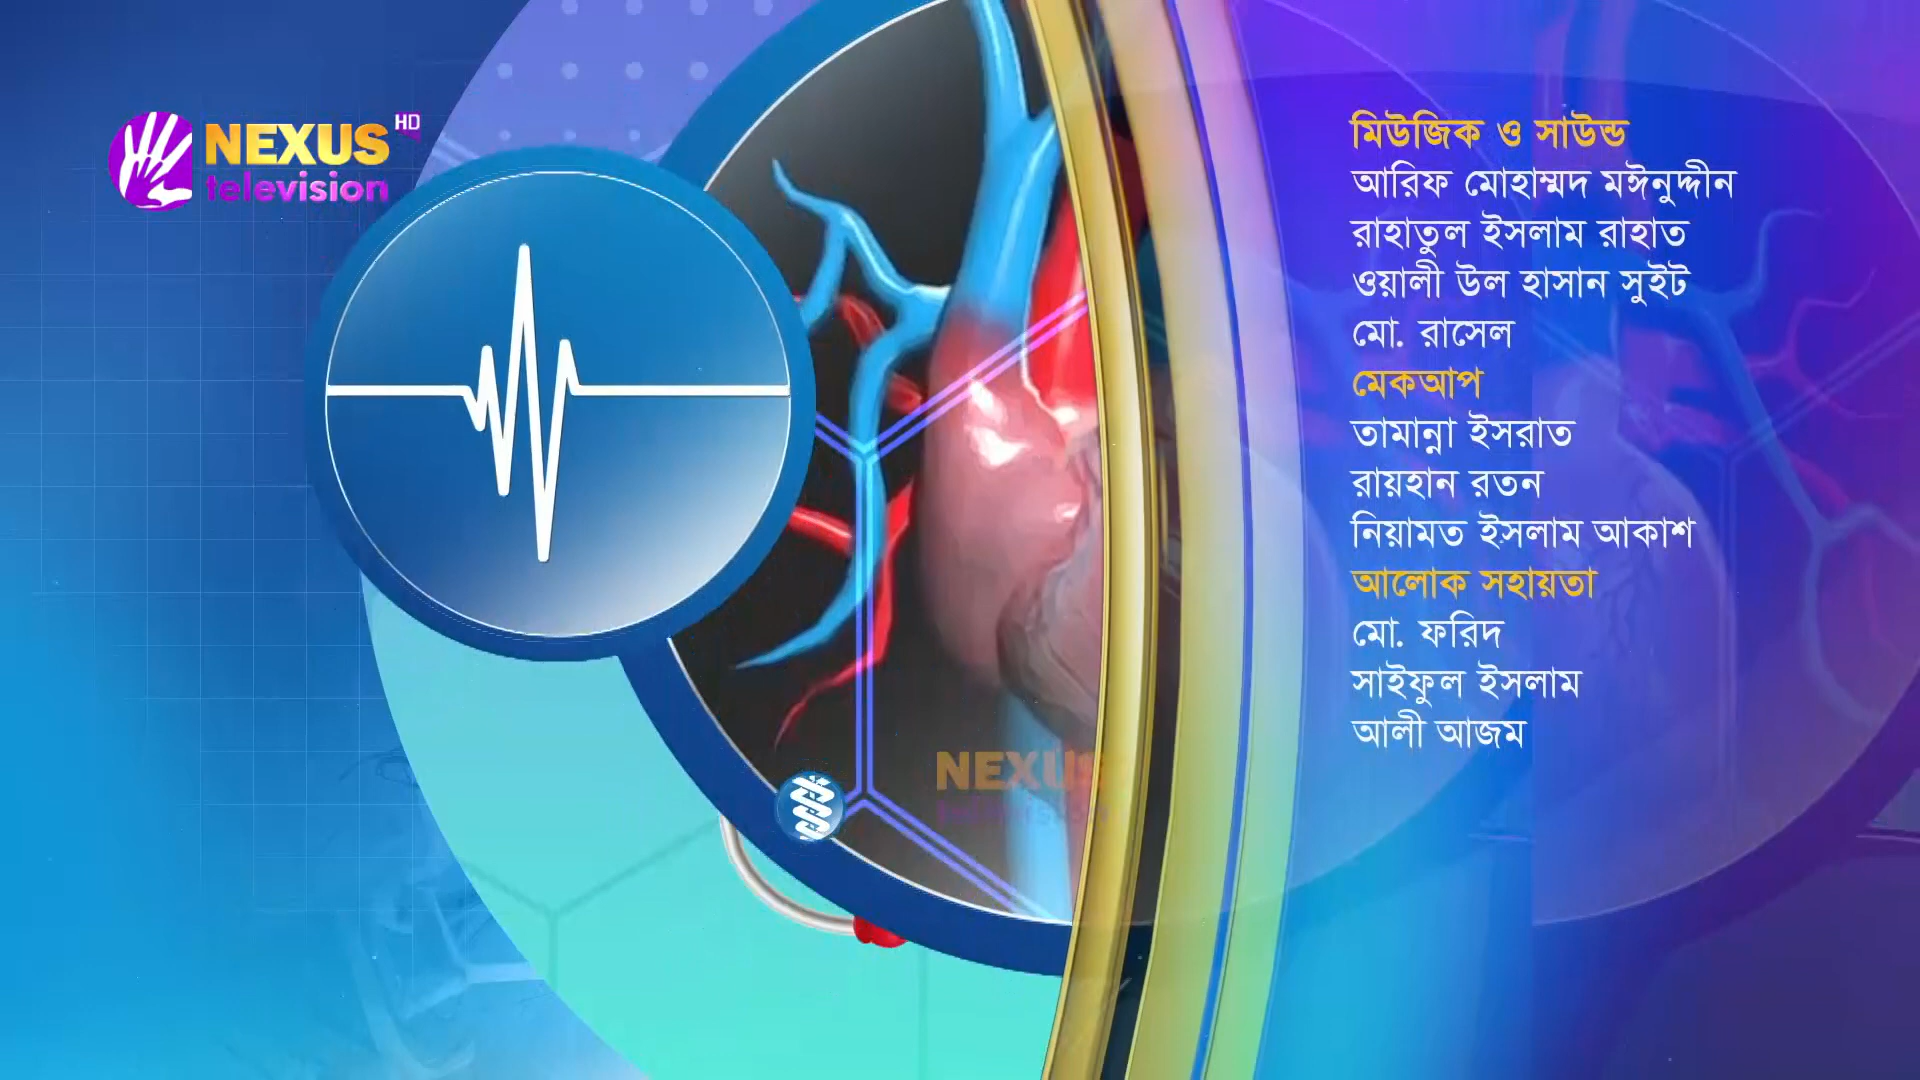 NEXUS HD
television
মিউজিক ও সাউন্ড
আরিফ মোহাম্মদ মঈনুদ্দীন
রাহাতুল ইসলাম রাহাত
ওয়ালী উল হাসান সুইট
মো. রাসেল
মেকআপ
তামান্না ইসরাত
রায়হান রতন
নিয়ামত ইসলাম আকাশ
আলোক সহায়তা
মো. ফরিদ
সাইফুল ইসলাম
আলী আজম
NEXUS
television